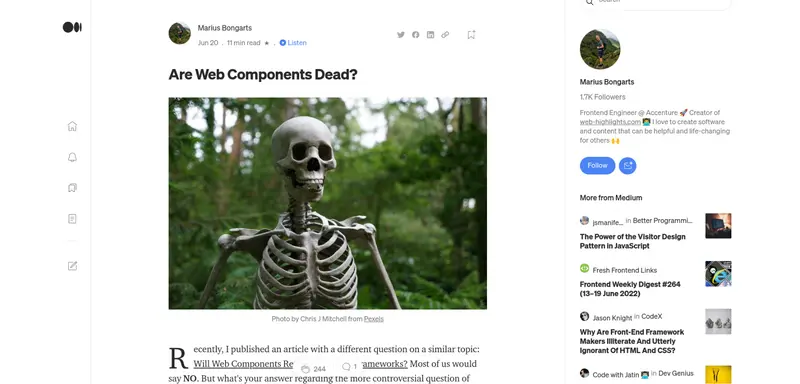 Search
Marius Bongarts
Jun 20 · 11 min read ★ · Listen
Are Web Components Dead?
Photo by Chris J Mitchell from Pexels
Recently, I published an article with a different question on a similar topic:
Will Web Components Re ameworks? Most of us would
244 1
say NO. But what's your answer regarding the more controversial question of
Marius Bongarts
1.7K Followers
Frontend Engineer @ Accenture 🚀 Creator of
web-highlights.com 👨🏽‍💻 I love to create software
and content that can be helpful and life-changing
for others 🙌
Follow
More from Medium
jsmanife... in Better Programmi...
The Power of the Visitor Design
Pattern in JavaScript
Fresh Frontend Links
Frontend Weekly Digest #264
(13–19 June 2022)
Jason Knight in CodeX
Why Are Front-End Framework
Makers Illiterate And Utterly
Ignorant Of HTML And CSS?
Code with Jatin 👨🏽‍💻 in Dev Genius